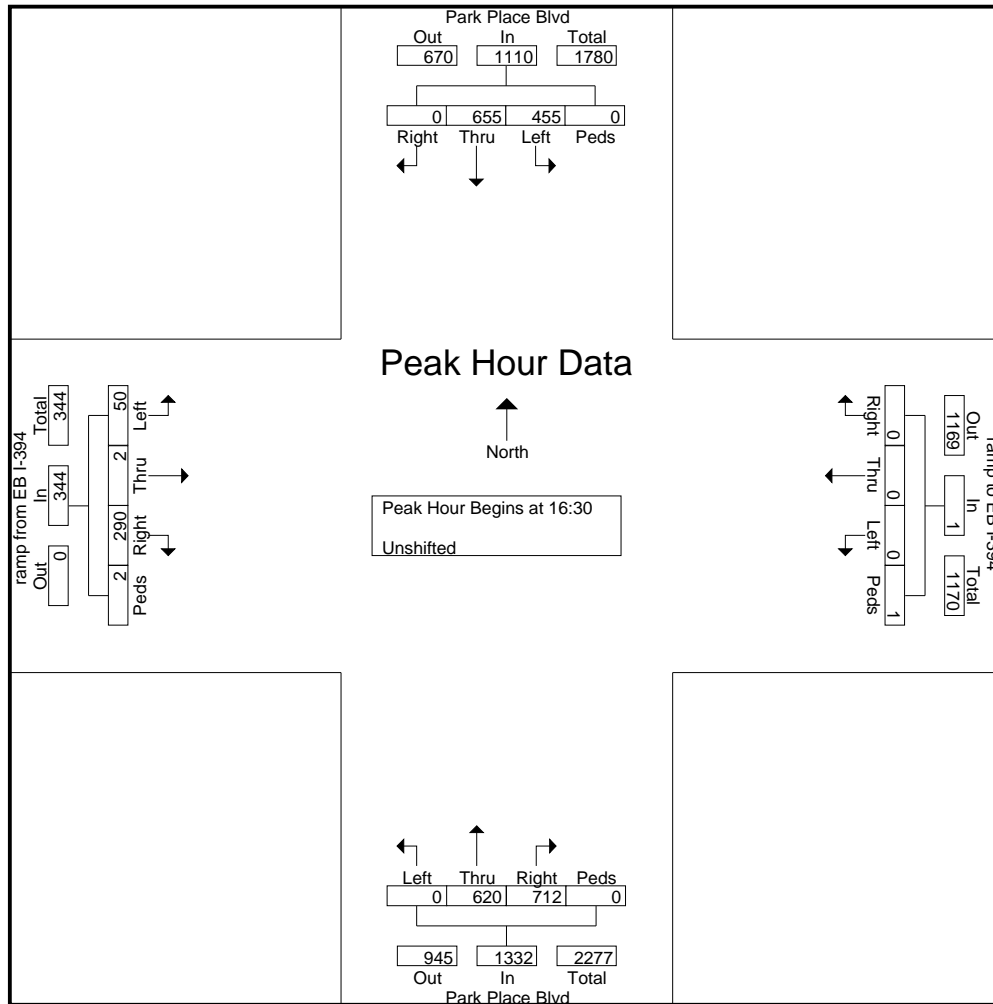 Park Place Blvd
Out In Total
670 1110 1780
0 655 455 0
Right Thru Left Peds
Peak Hour Data
North
Peak Hour Begins at 16:30
Unshifted
ramp from EB I-394
Out In Total
0 344 344
50 2 290 2
Left Thru Right Peds
ramp to EB I-394
Out In Total
1169 1 1170
0 0 0 1
Right Thru Left Peds
Left Thru Right Peds
0 620 712 0
945 1332 2277
Out In Total
Park Place Blvd